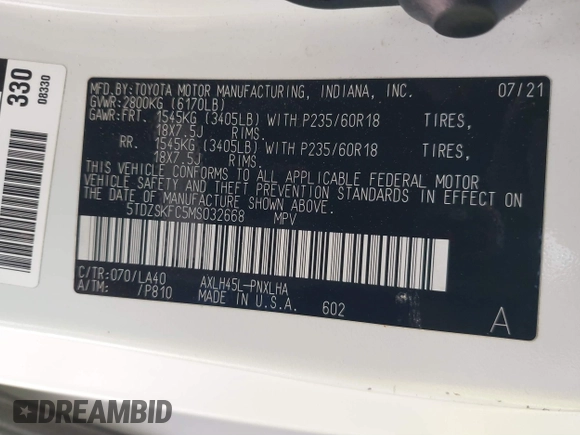 330
08330
MFD.BY:TOYOTA MOTOR MANUFACTURING, INDIANA, INC. 07/21
GVWR:2800KG (6170LB)
GAWR:FRT. 1545KG (3405LB) WITH P235/60R18 TIRES,
18X7.5J RIMS.
RR. 1545KG (3405LB) WITH P235/60R18 TIRES,
18X7.5J RIMS.
THIS VEHICLE CONFORMS TO ALL APPLICABLE FEDERAL MOTOR
VEHICLE SAFETY AND THEFT PREVENTION STANDARDS IN EFFECT ON
THE DATE OF MANUFACTURE SHOWN ABOVE.
5TDZSKFC5MS032668 MPV
C/TR:070/LA40 AXLH45L-PNXLHA
A/TM: /P810 MADE IN U.S.A. 602
A
DREAMBID